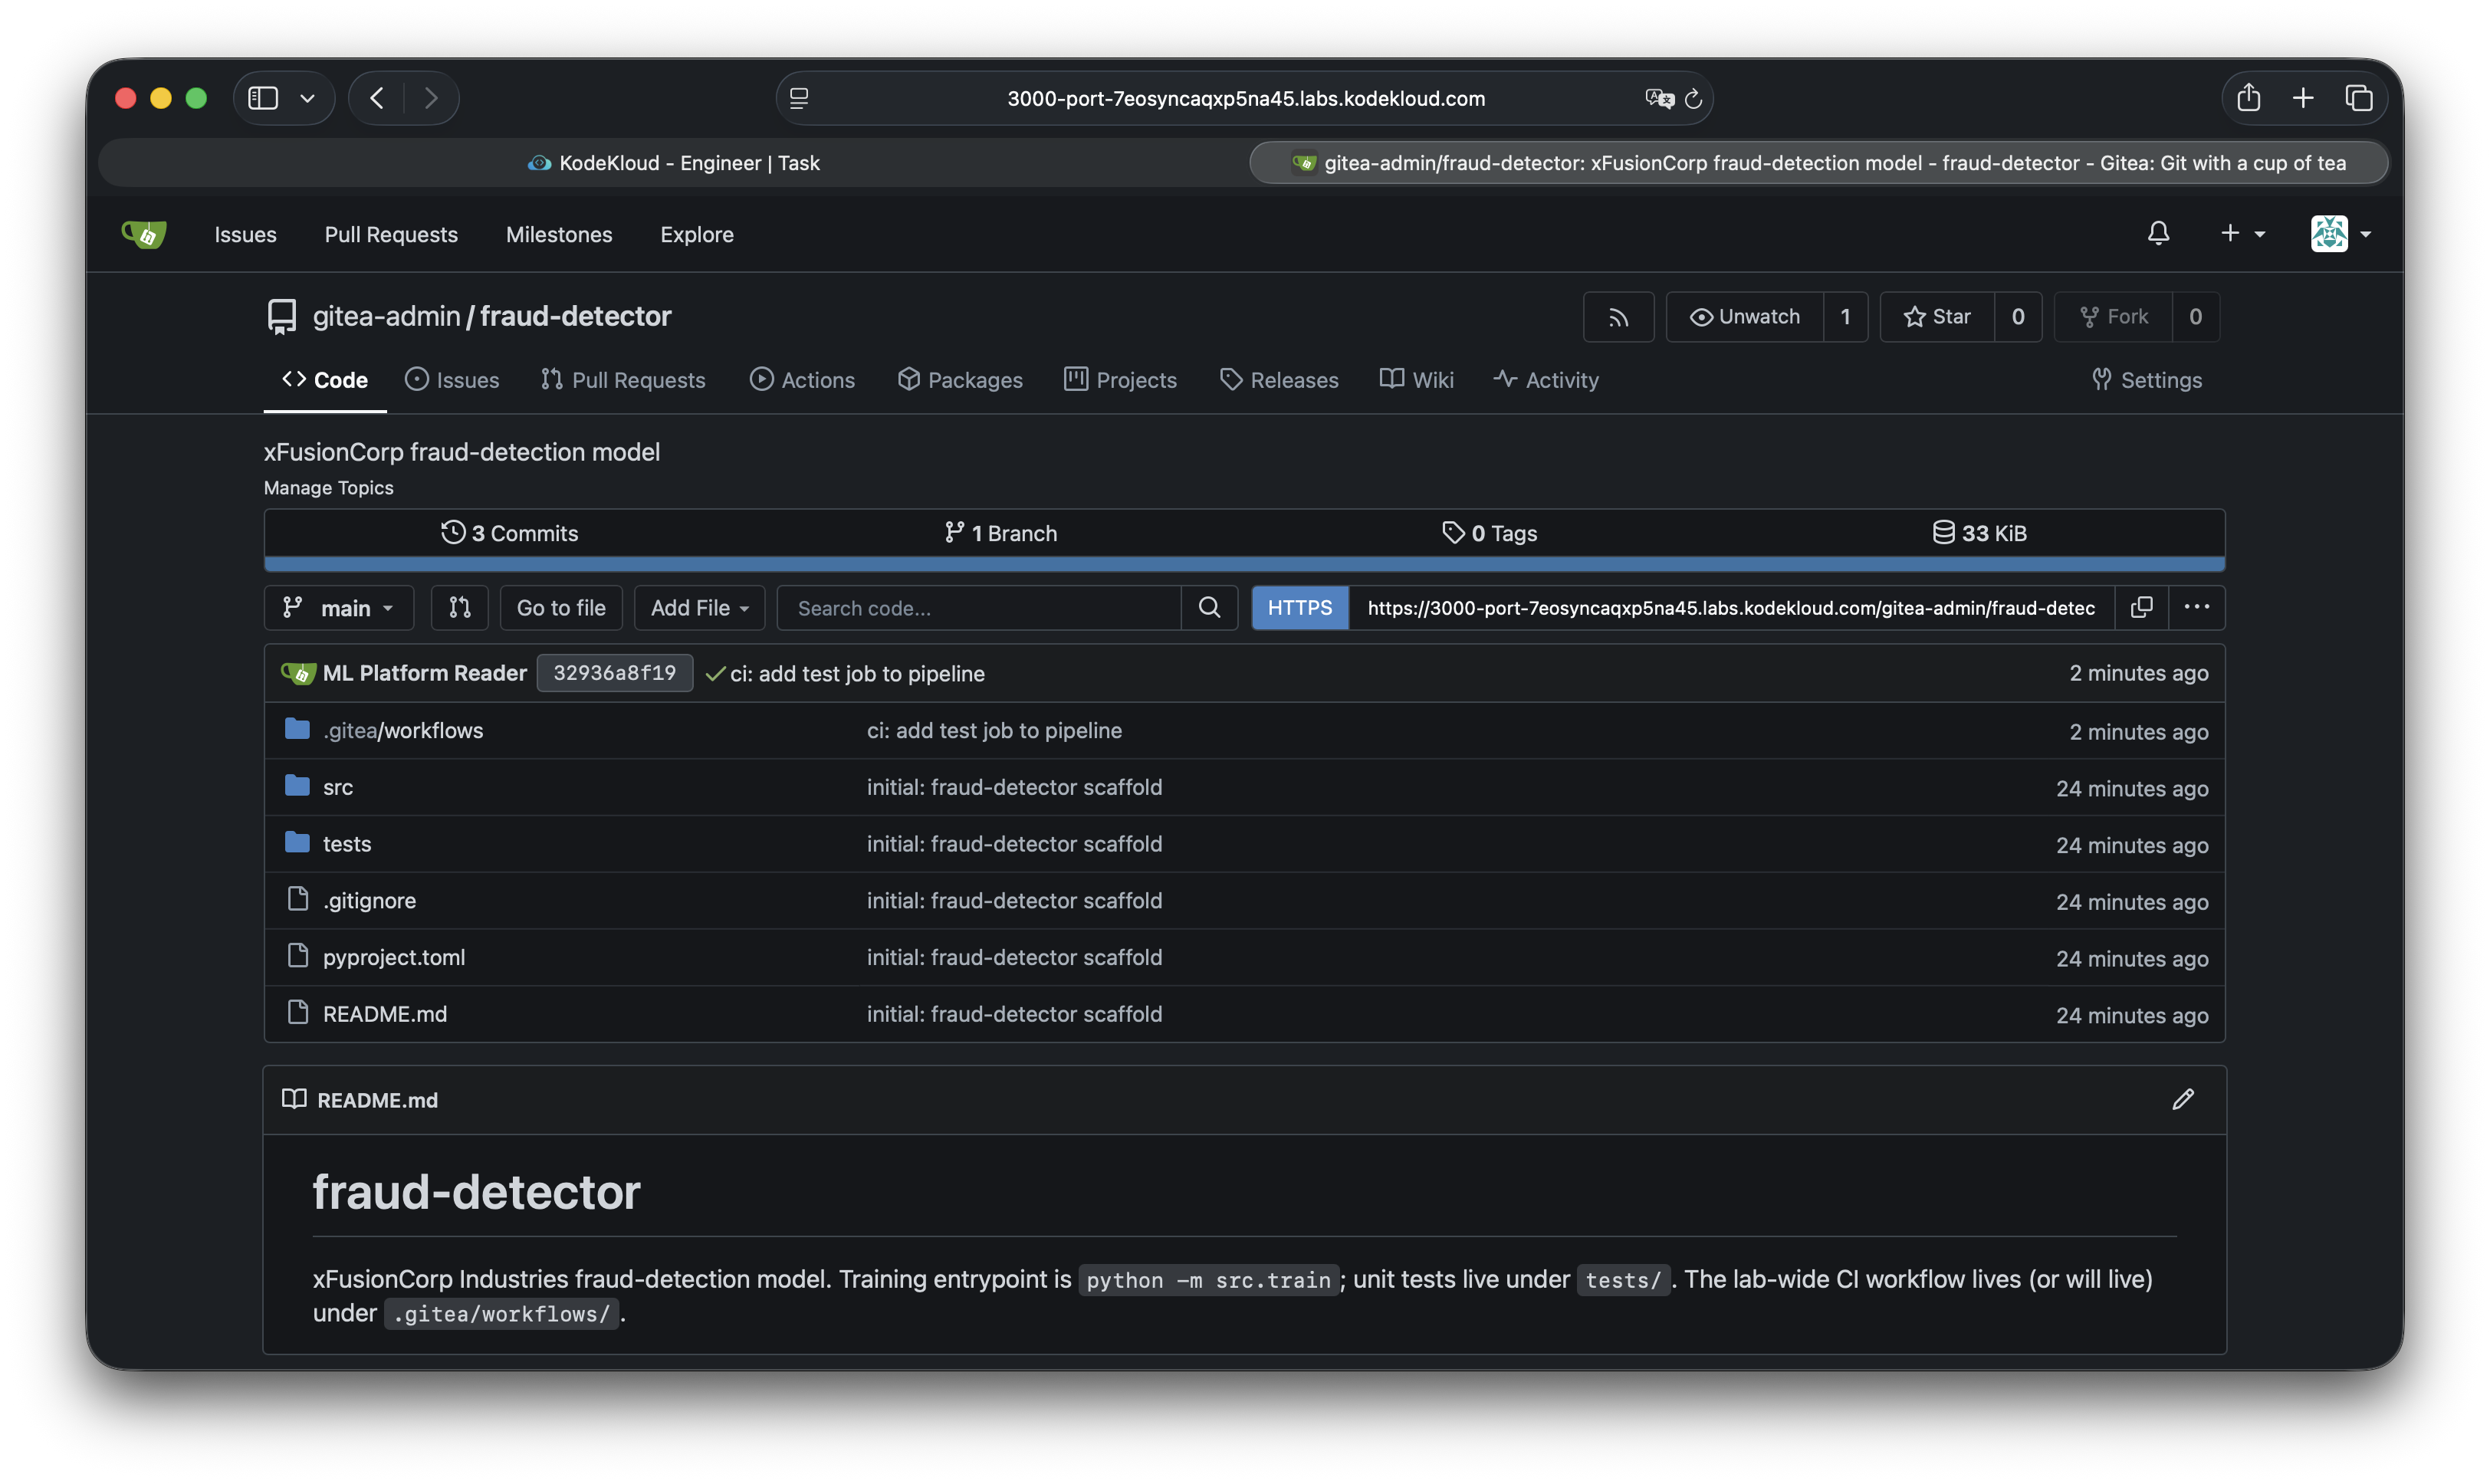 3000-port-7eosyncaqxp5na45.labs.kodekloud.com
KodeKloud - Engineer | Task
gitea-admin/fraud-detector: xFusionCorp fraud-detection model - fraud-detector - Gitea: Git with a cup of tea
Issues Pull Requests Milestones Explore
gitea-admin/fraud-detector
Unwatch 1 Star 0 Fork 0
Code Issues Pull Requests Actions Packages Projects Releases Wiki Activity Settings
xFusionCorp fraud-detection model
Manage Topics
3 Commits 1 Branch 0 Tags 33 KiB
main Go to file Add File Search code... HTTPS https://3000-port-7eosyncaqxp5na45.labs.kodekloud.com/gitea-admin/fraud-detec
ML Platform Reader 32936a8f19 ci: add test job to pipeline 2 minutes ago
.gitea/workflows ci: add test job to pipeline 2 minutes ago
src initial: fraud-detector scaffold 24 minutes ago
tests initial: fraud-detector scaffold 24 minutes ago
.gitignore initial: fraud-detector scaffold 24 minutes ago
pyproject.toml initial: fraud-detector scaffold 24 minutes ago
README.md initial: fraud-detector scaffold 24 minutes ago
README.md
fraud-detector
xFusionCorp Industries fraud-detection model. Training entrypoint is python -m src.train; unit tests live under tests/. The lab-wide CI workflow lives (or will live)
under .gitea/workflows/.